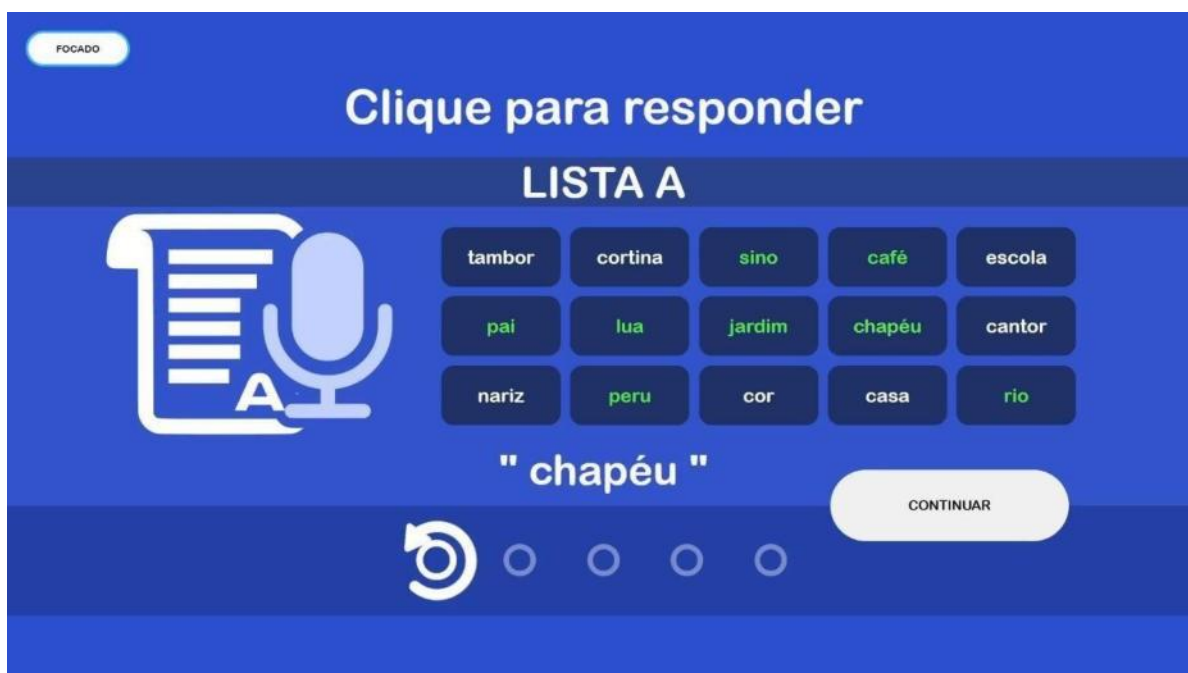 FOCADO
Clique para responder
LISTA A
tambor cortina sino café escola
pai lua jardim chapéu cantor
nariz peru cor casa rio
A
" chapéu "
CONTINUAR